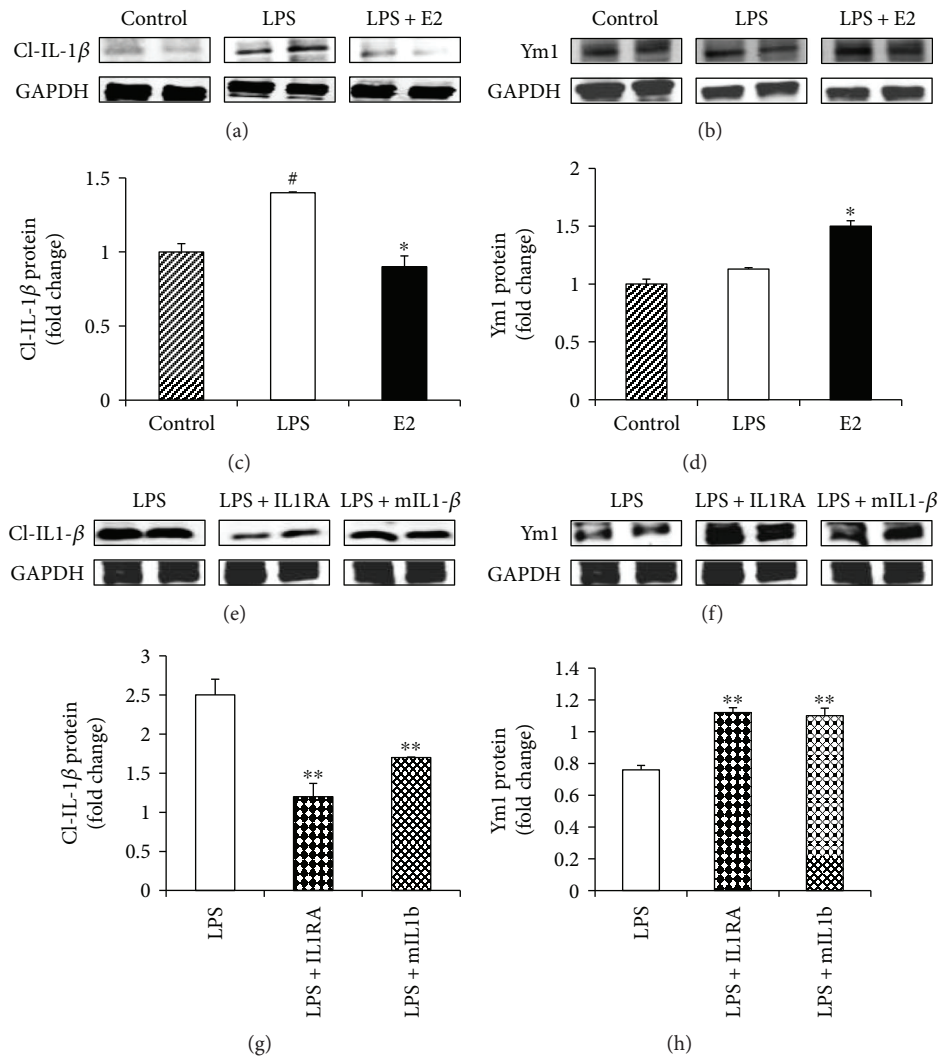 Control LPS LPS + E2
Cl-IL-1β
GAPDH
(a)
Control LPS LPS + E2
Ym1
GAPDH
(b)
1.5
1
0.5
0
Cl-IL-1β protein
(fold change)
#
*
Control LPS E2
(c)
2
1.5
1
0.5
0
Ym1 protein
(fold change)
*
Control LPS E2
(d)
LPS LPS + IL1RA LPS + mIL1-β
Cl-IL1-β
GAPDH
(e)
LPS LPS + IL1RA LPS + mIL1-β
Ym1
GAPDH
(f)
3
2.5
2
1.5
1
0.5
0
Cl-IL-1β protein
(fold change)
**
**
LPS
LPS + IL1RA
LPS + mIL1b
(g)
1.4
1.2
1
0.8
0.6
0.4
0.2
0
Ym1 protein
(fold change)
**
**
LPS
LPS + IL1RA
LPS + mIL1b
(h)